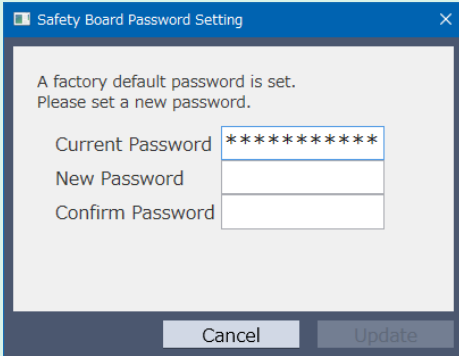 Safety Board Password Setting
A factory default password is set.
Please set a new password.
Current Password ***********
New Password
Confirm Password
Cancel Update